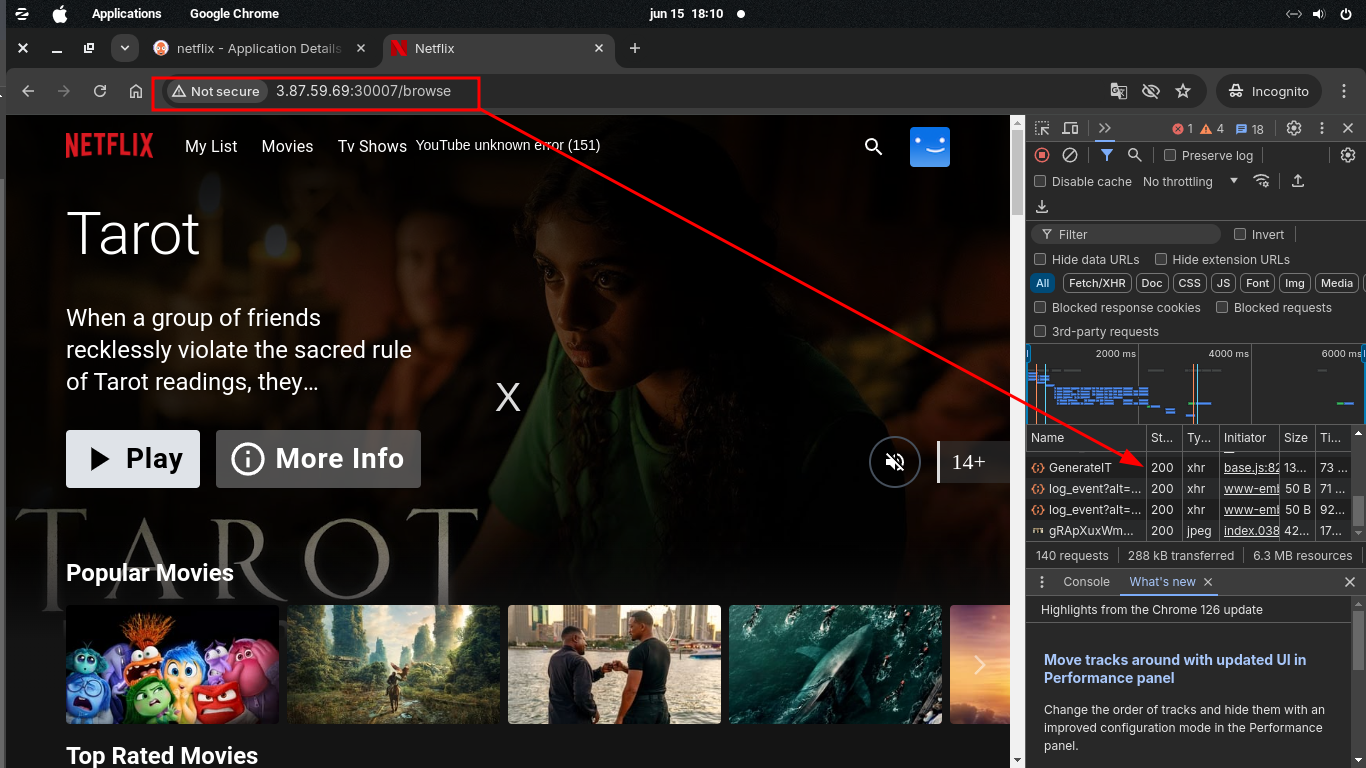 Applications Google Chrome jun 15 18:10
netflix - Application Details Netflix
Not secure 3.87.59.69:30007/browse Incognito
NETFLIX My List Movies Tv Shows YouTube unknown error (151)
Tarot
When a group of friends
recklessly violate the sacred rule
of Tarot readings, they...
X
Play More Info 14+
TAROT
Popular Movies
Top Rated Movies
1 4 18
Preserve log
Disable cache No throttling
Filter Invert
Hide data URLs Hide extension URLs
All Fetch/XHR Doc CSS JS Font Img Media
Blocked response cookies Blocked requests
3rd-party requests
2000 ms 4000 ms 6000 ms
Name St... Ty... Initiator Size Ti...
GenerateIT 200 xhr base.js:82 13... 73 ...
log_event?alt=... 200 xhr www-emb 50 B 71 ...
log_event?alt=... 200 xhr www-emb 50 B 92...
gRApXuxWm... 200 jpeg index.038 42... 17...
140 requests 288 kB transferred 6.3 MB resources
Console What's new
Highlights from the Chrome 126 update
Move tracks around with updated UI in
Performance panel
Change the order of tracks and hide them with an
improved configuration mode in the Performance
panel.